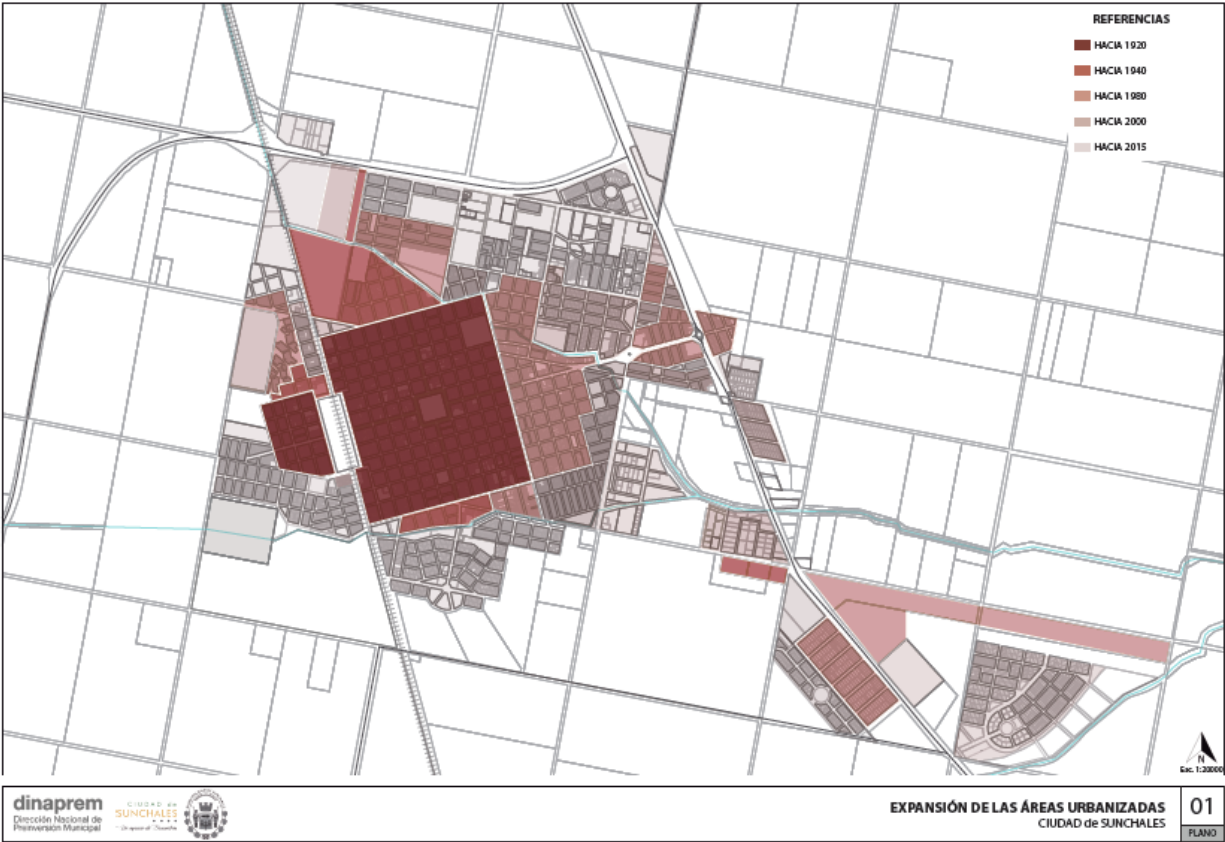 REFERENCIAS
HACIA 1920
HACIA 1940
HACIA 1980
HACIA 2000
HACIA 2015
N
Esc. 1:20000
dinaprem
Dirección Nacional de
Preinversión Municipal
CIUDAD de
SUNCHALES
EXPANSIÓN DE LAS ÁREAS URBANIZADAS
CIUDAD de SUNCHALES
01
PLANO